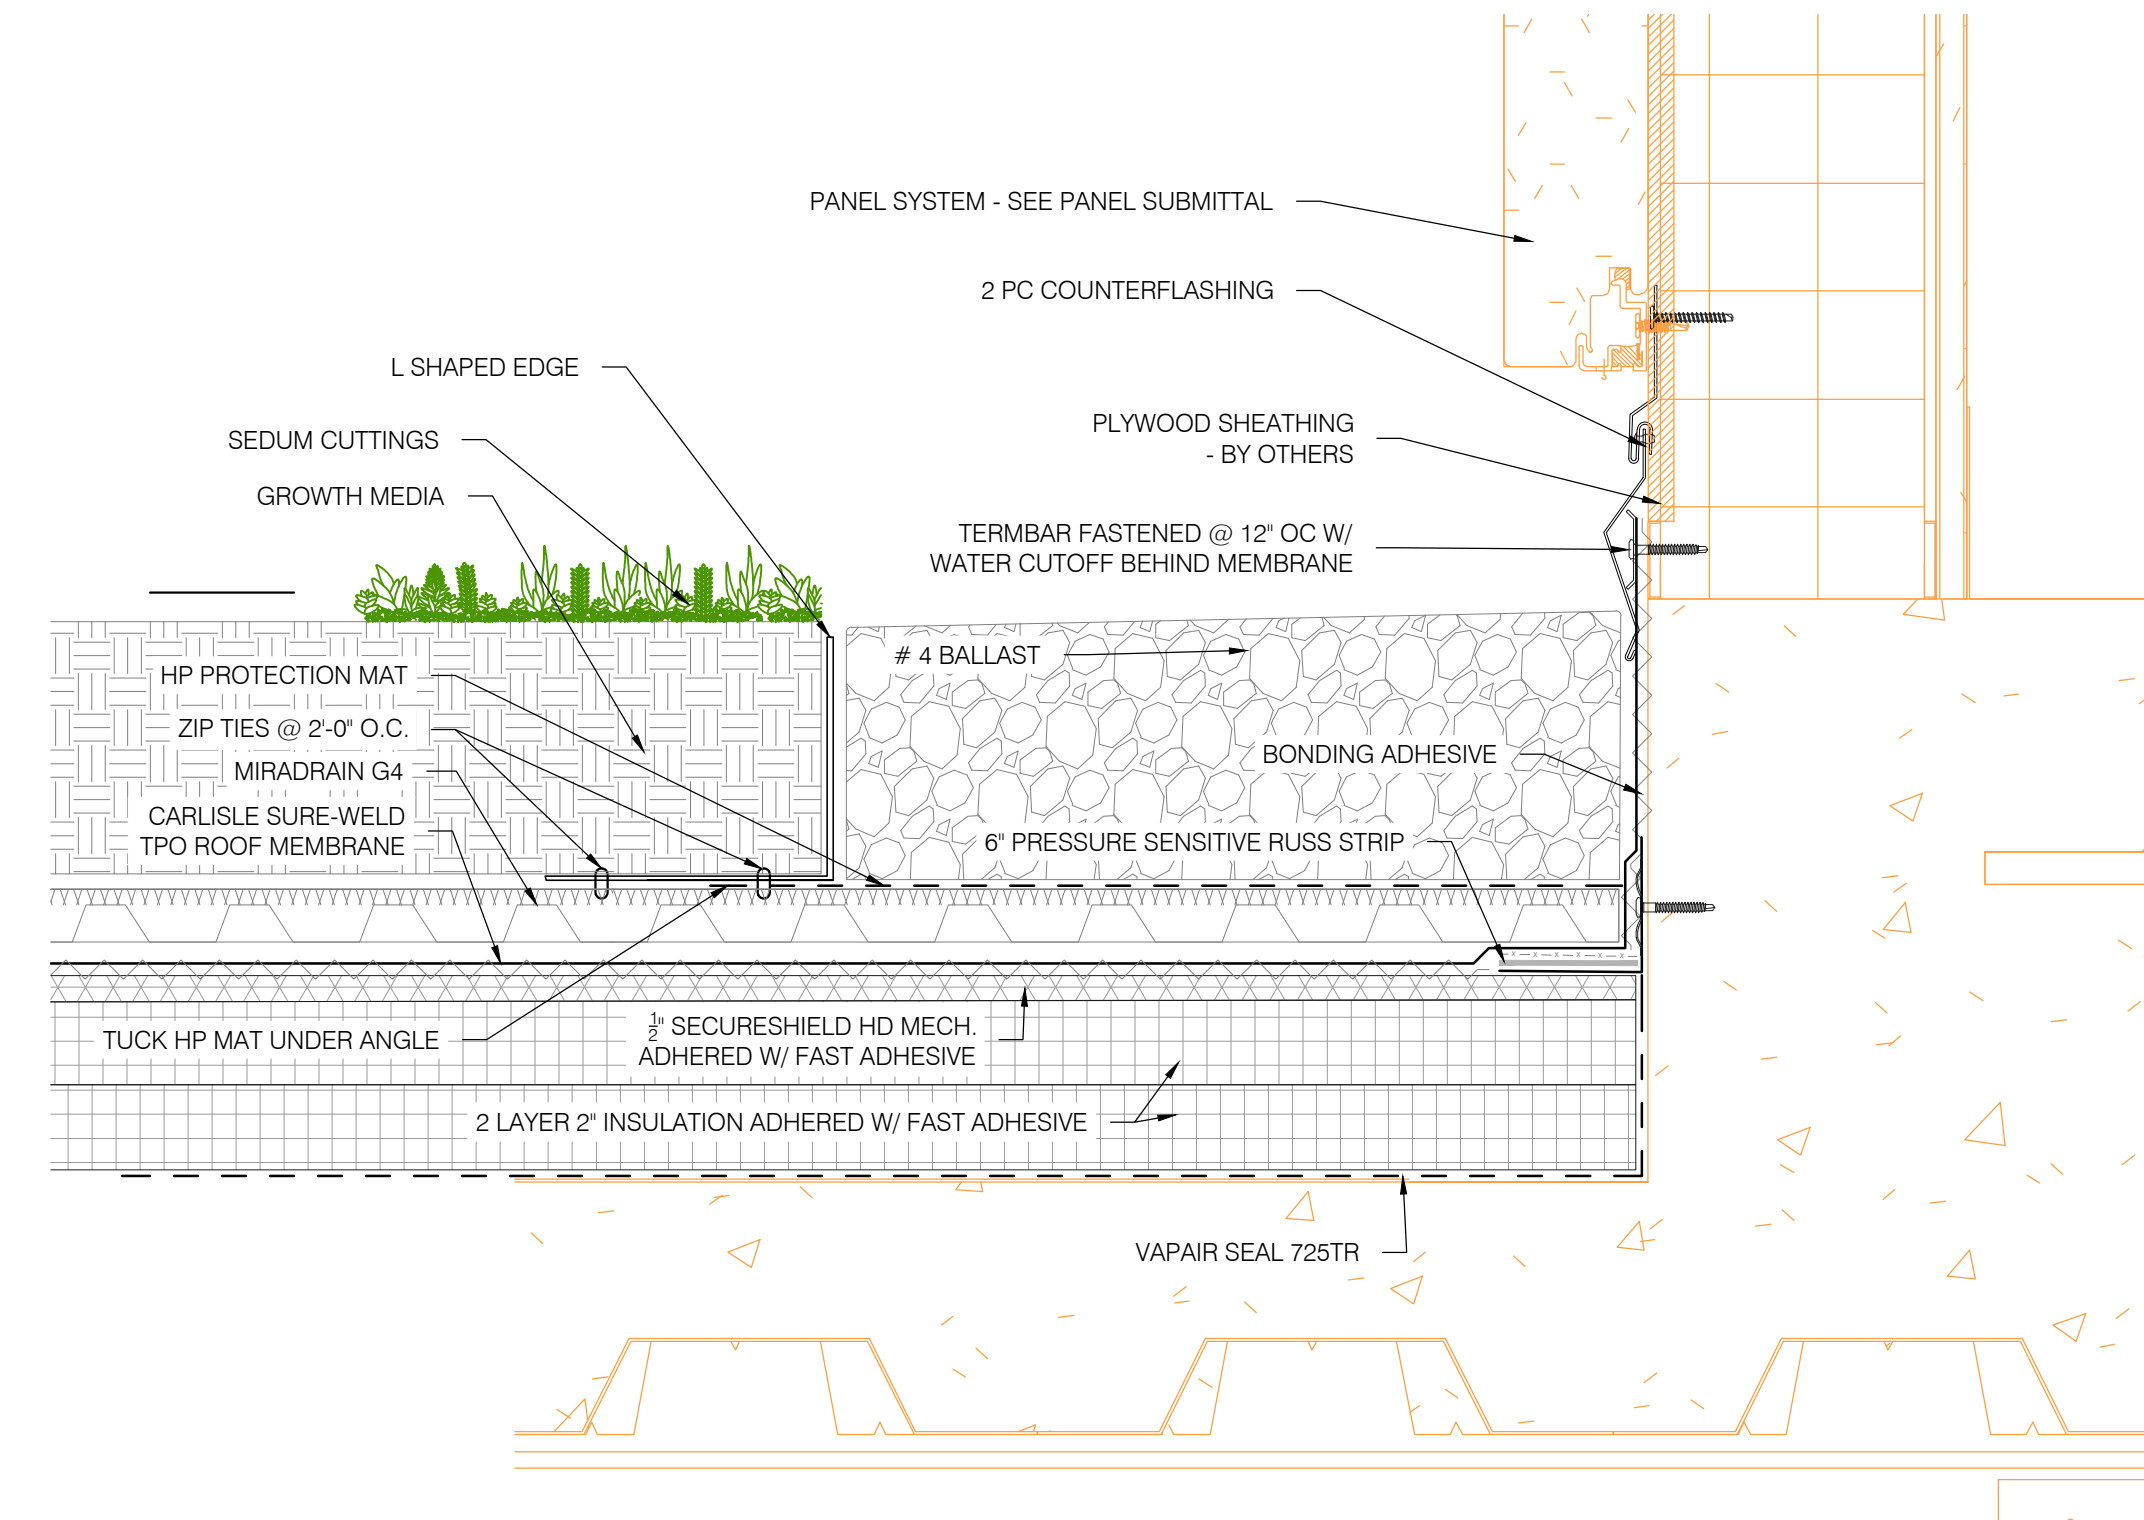 PANEL SYSTEM - SEE PANEL SUBMITTAL
2 PC COUNTERFLASHING
L SHAPED EDGE
PLYWOOD SHEATHING
- BY OTHERS
SEDUM CUTTINGS
GROWTH MEDIA
TERMBAR FASTENED @ 12" OC W/
WATER CUTOFF BEHIND MEMBRANE
# 4 BALLAST
HP PROTECTION MAT
ZIP TIES @ 2'-0" O.C.
BONDING ADHESIVE
MIRADRAIN G4
CARLISLE SURE-WELD
TPO ROOF MEMBRANE
6" PRESSURE SENSITIVE RUSS STRIP
TUCK HP MAT UNDER ANGLE
½" SECURESHIELD HD MECH.
ADHERED W/ FAST ADHESIVE
2 LAYER 2" INSULATION ADHERED W/ FAST ADHESIVE
VAPAIR SEAL 725TR